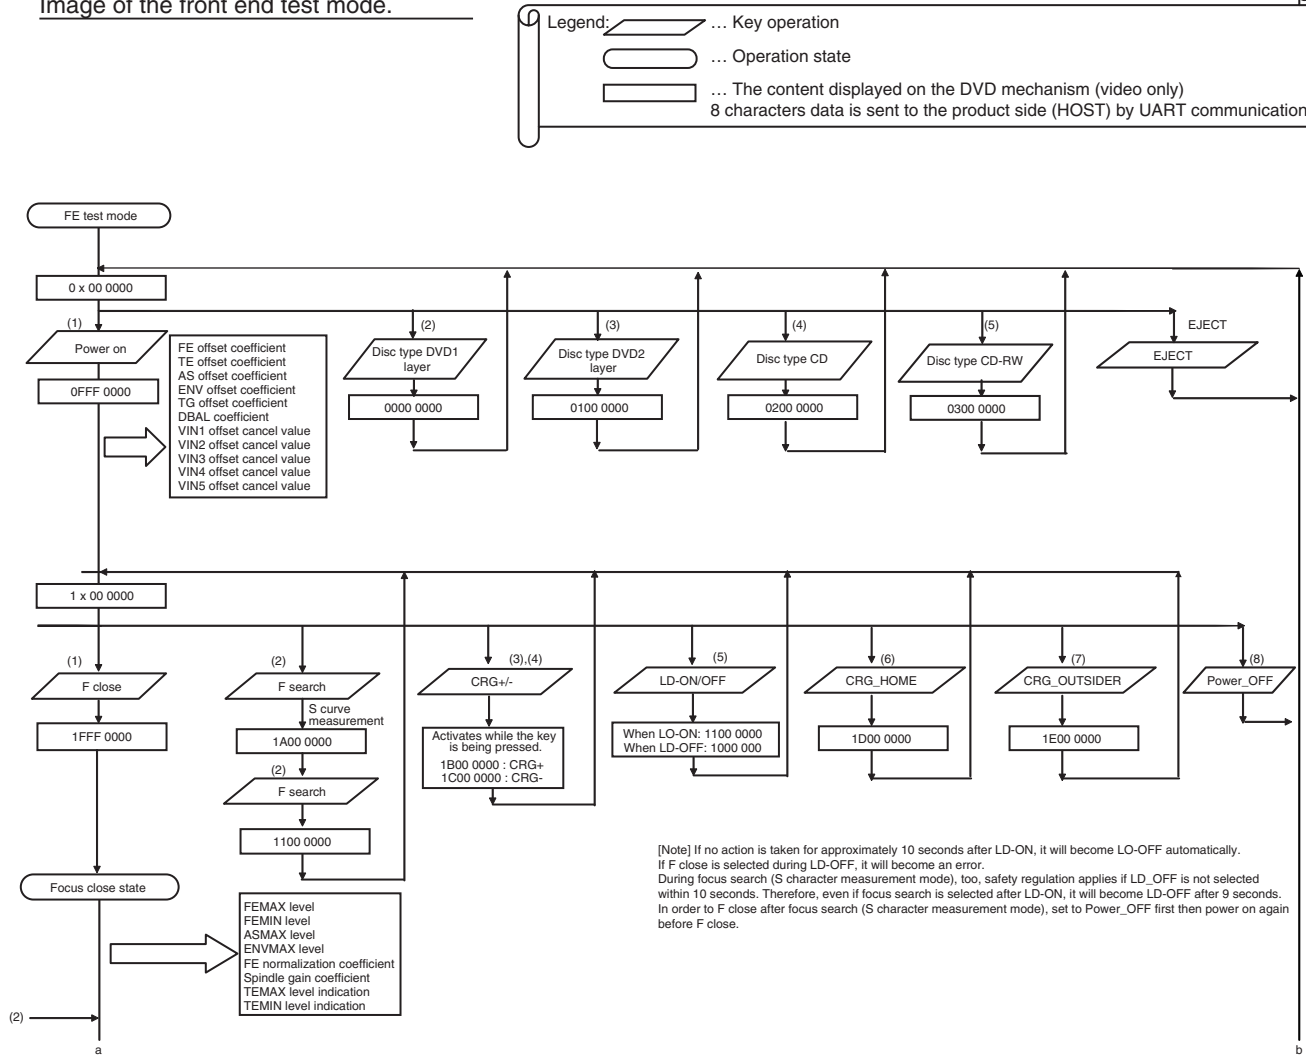 Image of the front end test mode.
Legend:
... Key operation
... Operation state
... The content displayed on the DVD mechanism (video only)
8 characters data is sent to the product side (HOST) by UART communication
FE test mode
0 x 00 0000
(1)
Power on
0FFF 0000
FE offset coefficient
TE offset coefficient
AS offset coefficient
ENV offset coefficient
TG offset coefficient
DBAL coefficient
VIN1 offset cancel value
VIN2 offset cancel value
VIN3 offset cancel value
VIN4 offset cancel value
VIN5 offset cancel value
(2)
Disc type DVD1
layer
0000 0000
(3)
Disc type DVD2
layer
0100 0000
(4)
Disc type CD
0200 0000
(5)
Disc type CD-RW
0300 0000
EJECT
EJECT
1 x 00 0000
(1)
F close
1FFF 0000
(2)
F search
S curve
measurement
1A00 0000
(2)
F search
1100 0000
(3),(4)
CRG+/-
Activates while the key
is being pressed.
1B00 0000 : CRG+
1C00 0000 : CRG-
(5)
LD-ON/OFF
When LO-ON: 1100 0000
When LD-OFF: 1000 000
(6)
CRG_HOME
1D00 0000
(7)
CRG_OUTSIDER
1E00 0000
(8)
Power_OFF
Focus close state
FEMAX level
FEMIN level
ASMAX level
ENVMAX level
FE normalization coefficient
Spindle gain coefficient
TEMAX level indication
TEMIN level indication
[Note] If no action is taken for approximately 10 seconds after LD-ON, it will become LO-OFF automatically.
If F close is selected during LD-OFF, it will become an error.
During focus search (S character measurement mode), too, safety regulation applies if LD_OFF is not selected
within 10 seconds. Therefore, even if focus search is selected after LD-ON, it will become LD-OFF after 9 seconds.
In order to F close after focus search (S character measurement mode), set to Power_OFF first then power on again
before F close.
(2)
a
b